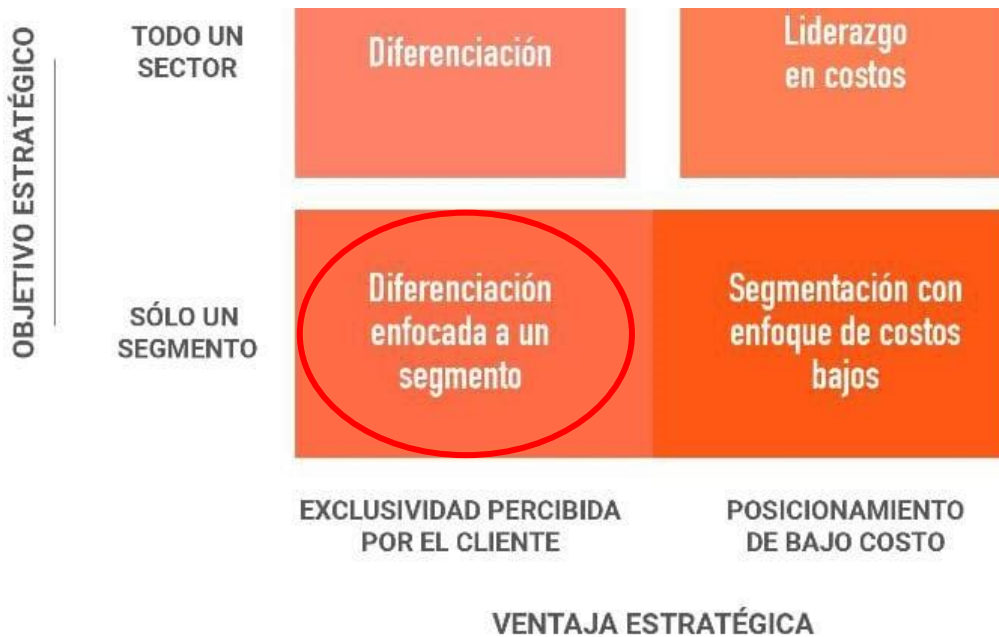 OBJETIVO ESTRATÉGICO
TODO UN
SECTOR
Diferenciación
Liderazgo
en costos
SÓLO UN
SEGMENTO
Diferenciación
enfocada a un
segmento
Segmentación con
enfoque de costos
bajos
EXCLUSIVIDAD PERCIBIDA
POR EL CLIENTE
POSICIONAMIENTO
DE BAJO COSTO
VENTAJA ESTRATÉGICA